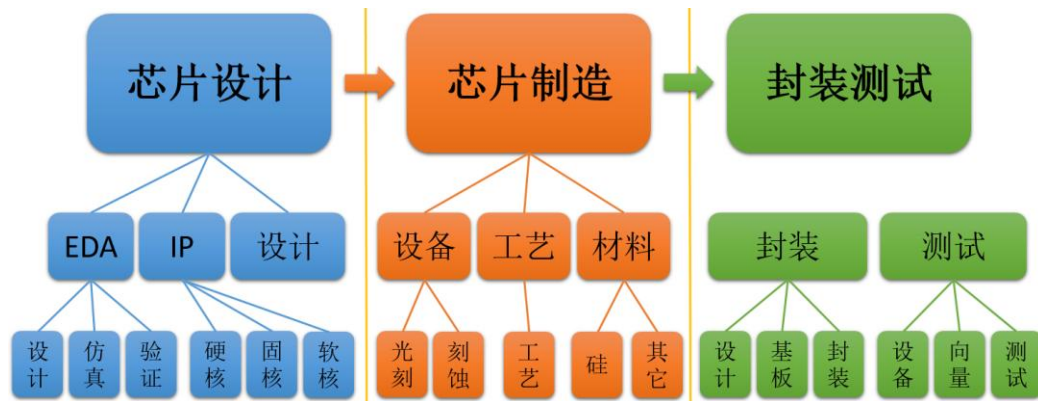 芯片设计
芯片制造
封装测试
EDA
IP
设计
设备
工艺
材料
封装
测试
设计
仿真
验证
硬核
固核
软核
光刻
刻蚀
工艺
硅
其它
设计
基板
封装
设备
向量
测试